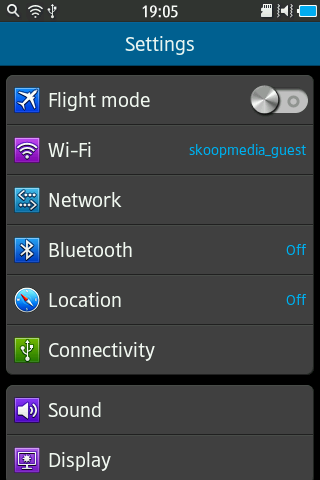 19:05
Settings
Flight mode
Wi-Fi skoopmedia_guest
Network
Bluetooth Off
Location Off
Connectivity
Sound
Display